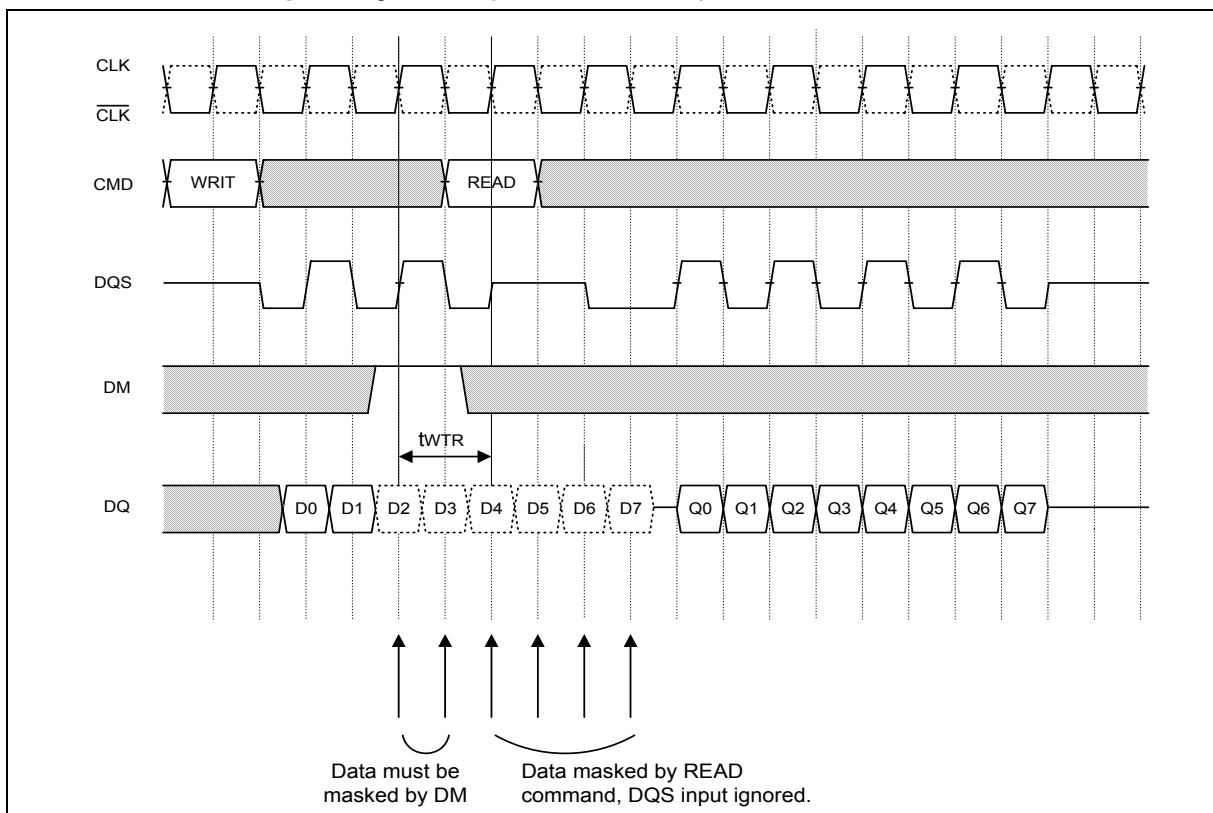 CLK
CLK
CMD
WRIT
READ
DQS
DM
tWTR
DQ
D0 D1 D2 D3 D4 D5 D6 D7 Q0 Q1 Q2 Q3 Q4 Q5 Q6 Q7
Data must be
masked by DM
Data masked by READ
command, DQS input ignored.